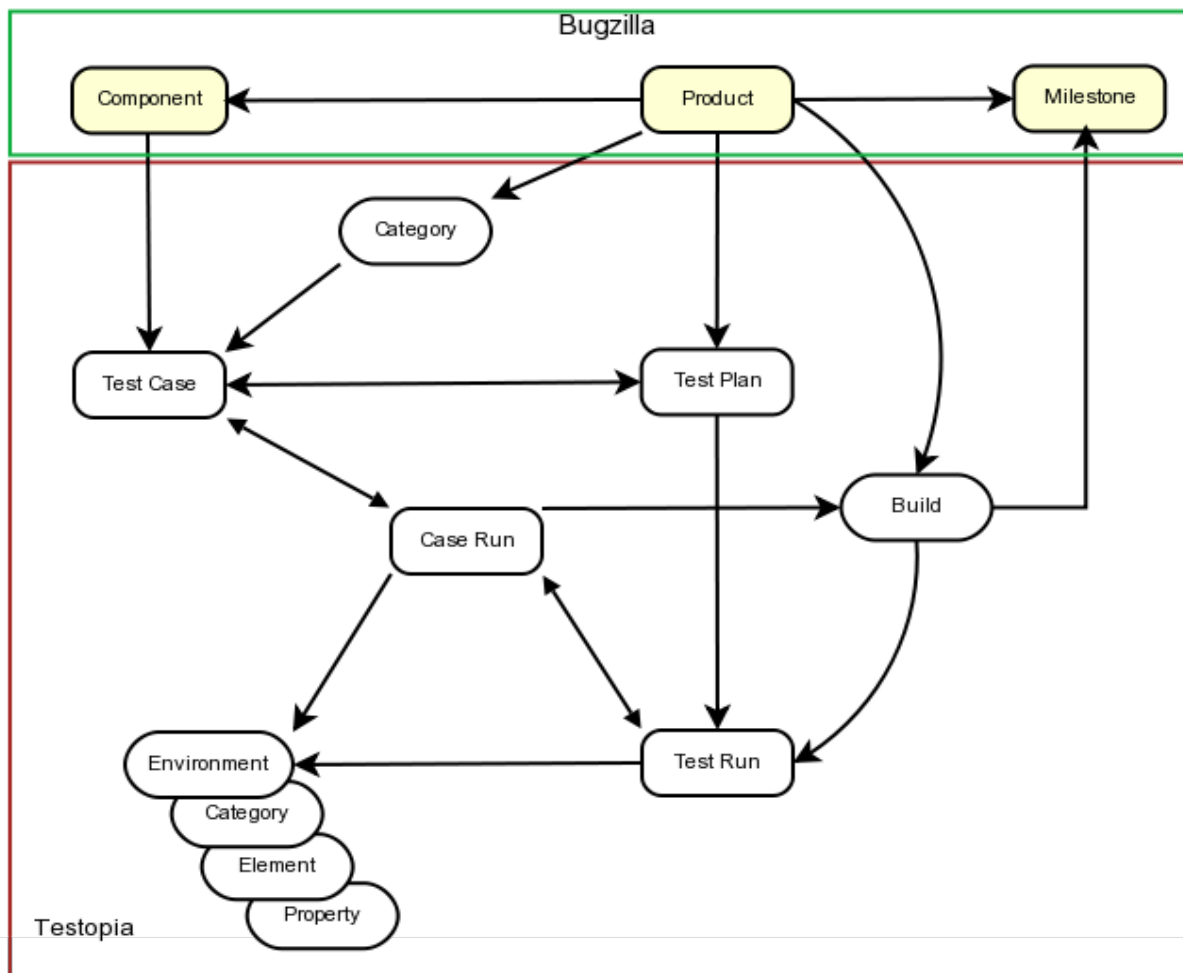 Bugzilla
Component
Product
Milestone
Category
Test Case
Test Plan
Build
Case Run
Environment
Test Run
Category
Element
Property
Testopia